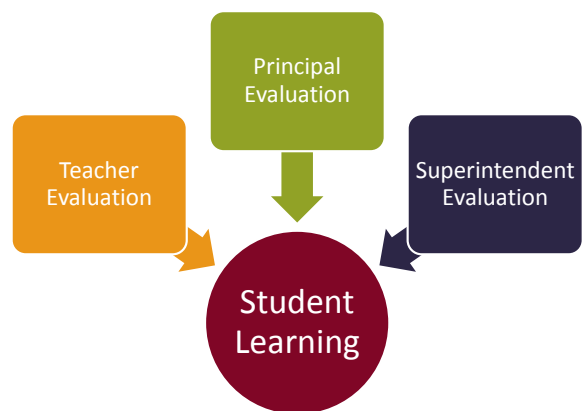 Principal
Evaluation
Teacher
Evaluation
Superintendent
Evaluation
Student
Learning